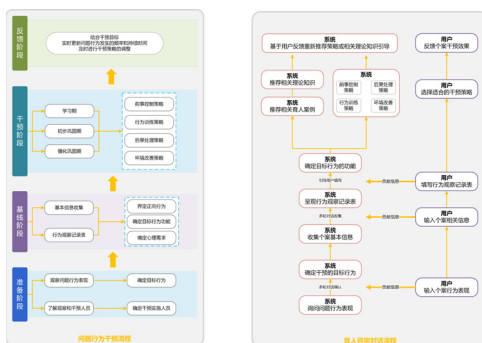 反馈阶段
结合干预目标
实时更新问题行为发生的频率和持续时间
及时进行干预策略的调整
干预阶段
学习期
初步巩固期
强化巩固期
前事控制策略
行为训练策略
后果处理策略
环境改善策略
基线阶段
基本信息收集
行为观察记录表
界定正向行为
确定目标行为功能
确定心理需求
准备阶段
观察问题行为表现
了解观察和干预人员
确定目标行为
确定干预实施人员
问题行为干预流程
系统
基于用户反馈重新推荐策略或相关理论知识引导
系统
推荐相关理论知识
系统
推荐相关育人案例
系统
前事控制策略
后果处理策略
行为训练策略
环境改善策略
系统
确定目标行为的功能
系统
呈现行为观察记录表
系统
收集个案基本信息
系统
确定干预的目标行为
系统
询问问题行为表现
用户
反馈个案干预效果
用户
选择适合的干预策略
用户
填写行为观察记录表
用户
输入个案相关信息
用户
输入个案行为表现